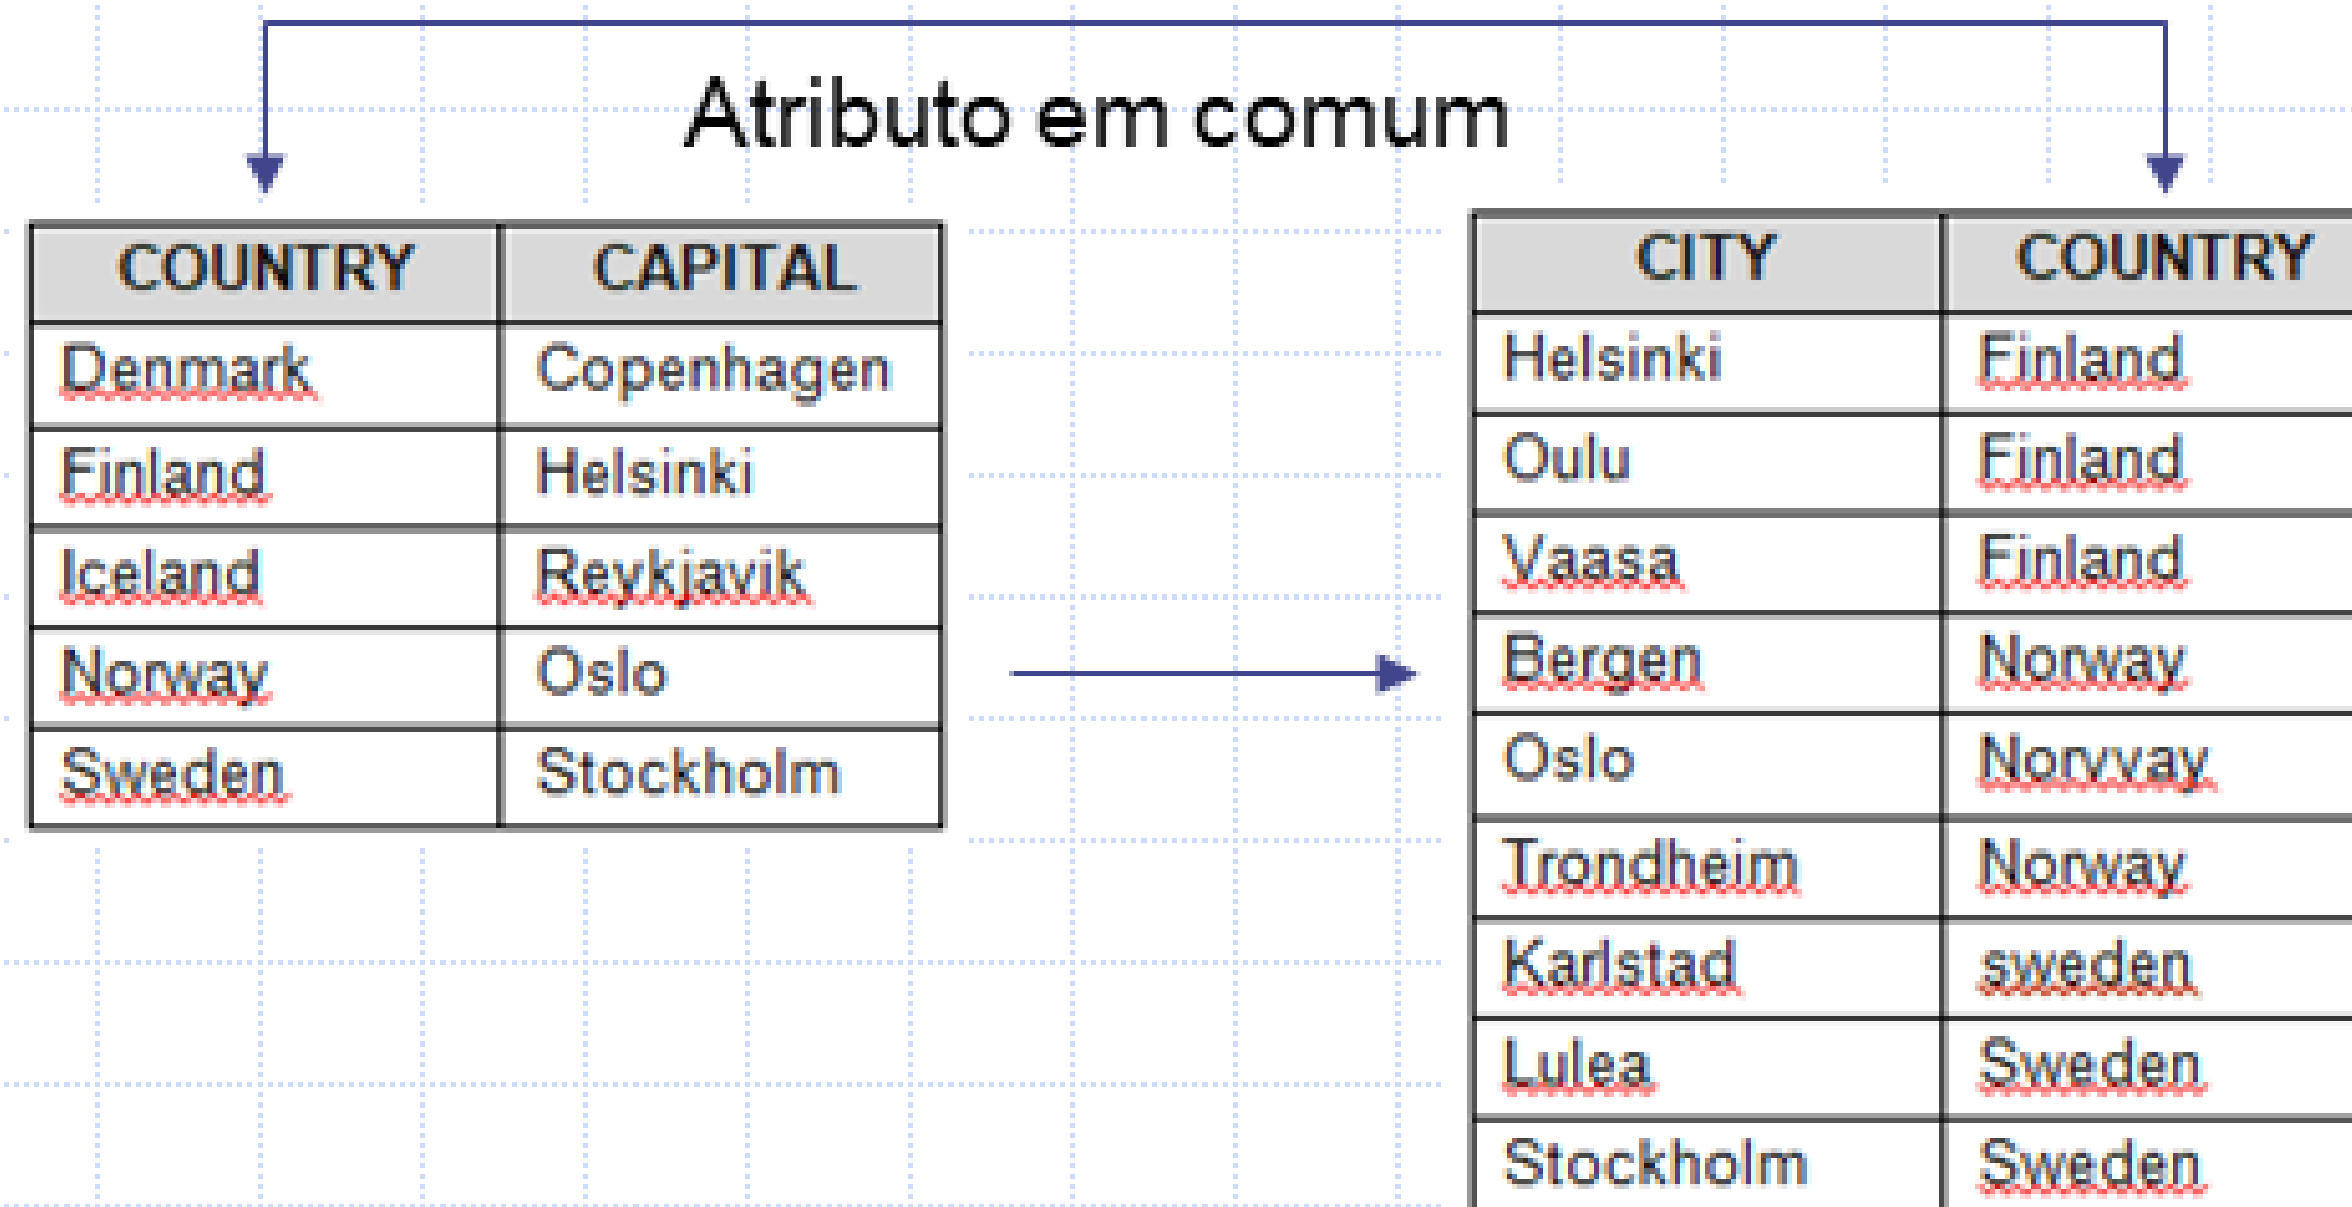 Atributo em comum
COUNTRY CAPITAL
Denmark Copenhagen
Finland Helsinki
Iceland Reykjavik
Norway Oslo
Sweden Stockholm
CITY COUNTRY
Helsinki Finland
Oulu Finland
Vaasa Finland
Bergen Norway
Oslo Norvvay
Trondheim Norway
Karlstad sweden
Lulea Sweden
Stockholm Sweden